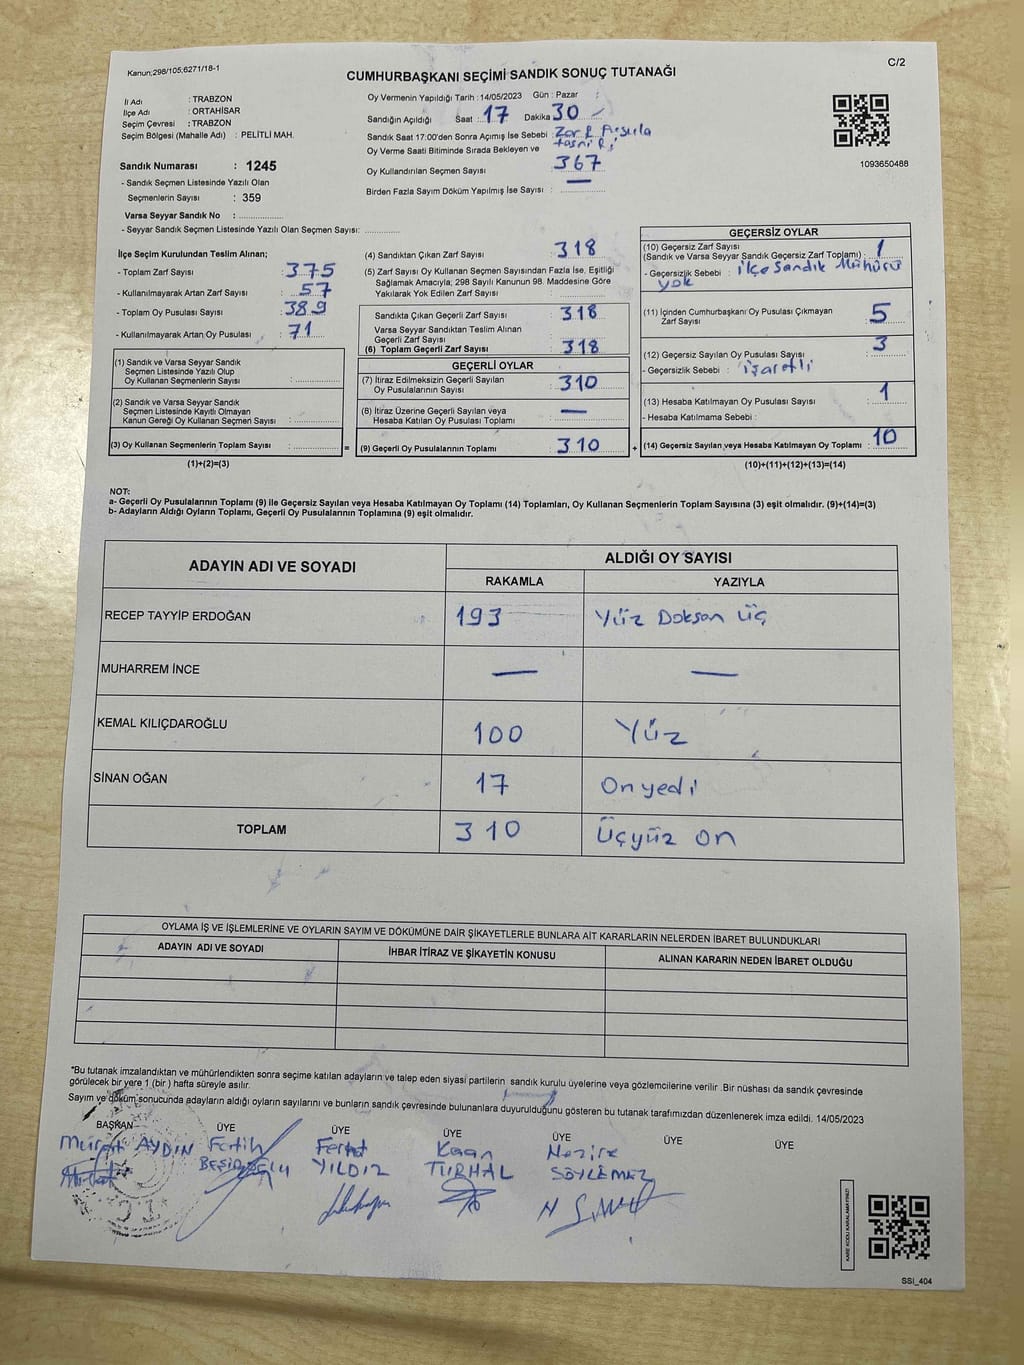 Kanun;298/105;6271/18-1
C/2
CUMHURBAŞKANI SEÇİMİ SANDIK SONUÇ TUTANAĞI
İl Adı : TRABZON
İlçe Adı : ORTAHİSAR
Seçim Çevresi : TRABZON
Seçim Bölgesi (Mahalle Adı) : PELİTLİ MAH.
Sandık Numarası : 1245
- Sandık Seçmen Listesinde Yazılı Olan
Seçmenlerin Sayısı : 359
Varsa Seyyar Sandık No :
- Seyyar Sandık Seçmen Listesinde Yazılı Olan Seçmen Sayısı:
Oy Vermenin Yapıldığı Tarih : 14/05/2023 Gün : Pazar
Sandığın Açıldığı Saat : 17 Dakika 30
Sandık Saat 17:00'den Sonra Açımış İse Sebebi : Zarf
Oy Verme Saati Bitiminde Sırada Bekleyen ve
Oy Kullandırılan Seçmen Sayısı : 367
Birden Fazla Sayım Döküm Yapılmış İse Sayısı : —
1093650488
İlçe Seçim Kurulundan Teslim Alınan;
- Toplam Zarf Sayısı : 375
- Kullanılmayarak Artan Zarf Sayısı : 57
- Toplam Oy Pusulası Sayısı : 389
- Kullanılmayarak Artan Oy Pusulası : 71
(1) Sandık ve Varsa Seyyar Sandık
Seçmen Listesinde Yazılı Olup
Oy Kullanan Seçmenlerin Sayısı :
(2) Sandık ve Varsa Seyyar Sandık
Seçmen Listesinde Kayıtlı Olmayan
Kanun Gereği Oy Kullanan Seçmen Sayısı :
(3) Oy Kullanan Seçmenlerin Toplam Sayısı :
=
(1)+(2)=(3)
(4) Sandıktan Çıkan Zarf Sayısı : 318
(5) Zarf Sayısı Oy Kullanan Seçmen Sayısından Fazla İse, Eşitliği
Sağlamak Amacıyla; 298 Sayılı Kanunun 98. Maddesine Göre
Yakılarak Yok Edilen Zarf Sayısı :
Sandıkta Çıkan Geçerli Zarf Sayısı : 318
Varsa Seyyar Sandıktan Teslim Alınan
Geçerli Zarf Sayısı :
(6) Toplam Geçerli Zarf Sayısı : 318
GEÇERLİ OYLAR
(7) İtiraz Edilmeksizin Geçerli Sayılan
Oy Pusulalarının Sayısı : 310
(8) İtiraz Üzerine Geçerli Sayılan veya
Hesaba Katılan Oy Pusulası Toplamı : —
(9) Geçerli Oy Pusulalarının Toplamı : 310
+
GEÇERSİZ OYLAR
(10) Geçersiz Zarf Sayısı
(Sandık ve Varsa Seyyar Sandık Geçersiz Zarf Toplamı) : 1
- Geçersizlik Sebebi : ilçe Sandık Mühürü
yok
(11) İçinden Cumhurbaşkanı Oy Pusulası Çıkmayan
Zarf Sayısı : 5
(12) Geçersiz Sayılan Oy Pusulası Sayısı : 3
- Geçersizlik Sebebi : işaretli
(13) Hesaba Katılmayan Oy Pusulası Sayısı : 1
- Hesaba Katılmama Sebebi :
(14) Geçersiz Sayılan veya Hesaba Katılmayan Oy Toplamı : 10
(10)+(11)+(12)+(13)=(14)
NOT:
a- Geçerli Oy Pusulalarının Toplamı (9) ile Geçersiz Sayılan veya Hesaba Katılmayan Oy Toplamı (14) Toplamları, Oy Kullanan Seçmenlerin Toplam Sayısına (3) eşit olmalıdır. (9)+(14)=(3)
b- Adayların Aldığı Oyların Toplamı, Geçerli Oy Pusulalarının Toplamına (9) eşit olmalıdır.
ADAYIN ADI VE SOYADI
ALDIĞI OY SAYISI
RAKAMLA YAZIYLA
RECEP TAYYİP ERDOĞAN 193 Yüz Doksan üç
MUHARREM İNCE — —
KEMAL KILIÇDAROĞLU 100 Yüz
SİNAN OĞAN 17 Onyedi
TOPLAM 310 Üçyüz on
OYLAMA İŞ VE İŞLEMLERİNE VE OYLARIN SAYIM VE DÖKÜMÜNE DAİR ŞİKAYETLERLE BUNLARA AİT KARARLARIN NELERDEN İBARET BULUNDUKLARI
ADAYIN ADI VE SOYADI İHBAR İTİRAZ VE ŞİKAYETİN KONUSU ALINAN KARARIN NEDEN İBARET OLDUĞU
*Bu tutanak imzalandıktan ve mühürlendikten sonra seçime katılan adayların ve talep eden siyasi partilerin sandık kurulu üyelerine veya gözlemcilerine verilir .Bir nüshası da sandık çevresinde
görülecek bir yere 1 (bir ) hafta süreyle asılır.
Sayım ve döküm sonucunda adayların aldığı oyların sayılarını ve bunların sandık çevresinde bulunanlara duyurulduğunu gösteren bu tutanak tarafımızdan düzenlenerek imza edildi. 14/05/2023
BAŞKAN ÜYE ÜYE ÜYE ÜYE ÜYE ÜYE
Murat AYDIN Fatih Ferhat Kaan Nazire
BEŞİROĞLU YILDIZ TURHAL SÖYLEMEZ
KARE KODU KARALAMAYINIZ!
SSI_404